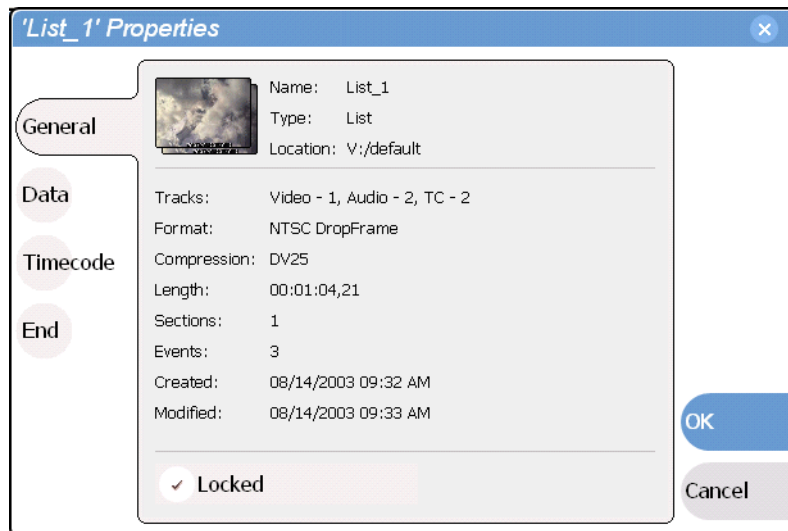 'List_1' Properties
General
Data
Timecode
End
Name: List_1
Type: List
Location: V:/default
Tracks: Video - 1, Audio - 2, TC - 2
Format: NTSC DropFrame
Compression: DV25
Length: 00:01:04,21
Sections: 1
Events: 3
Created: 08/14/2003 09:32 AM
Modified: 08/14/2003 09:33 AM
Locked
OK
Cancel